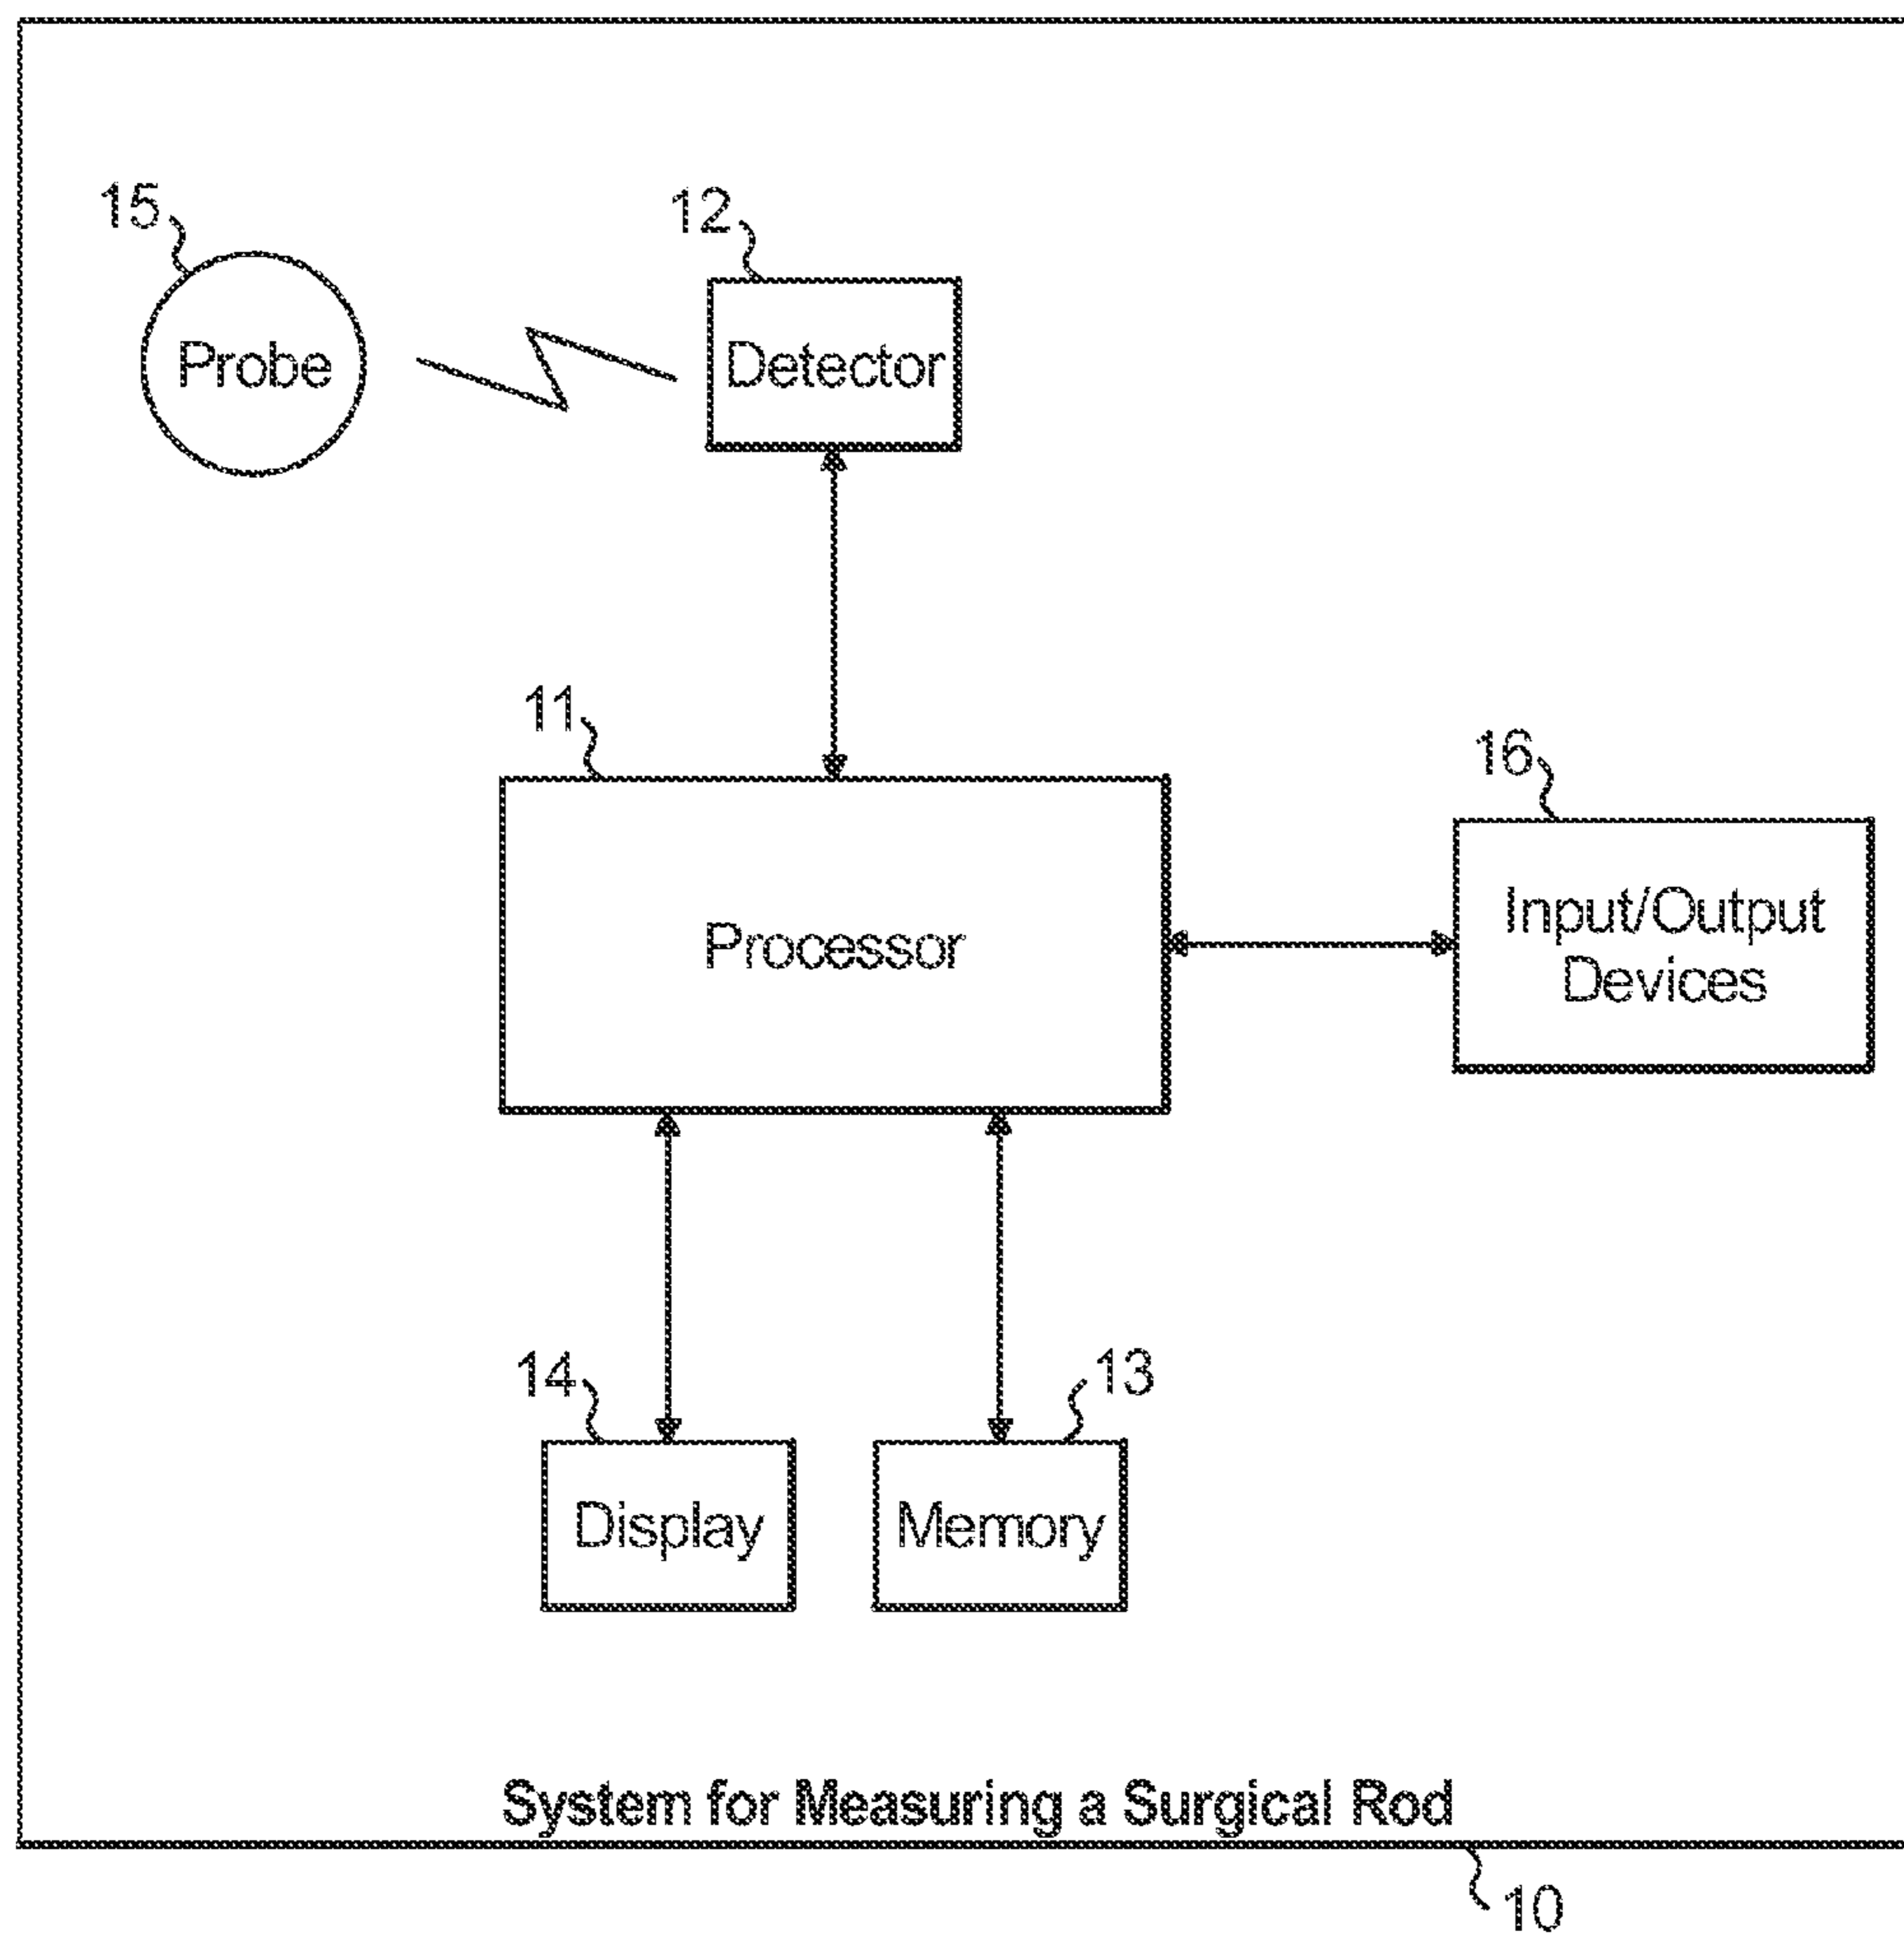 15
12
Probe
Detector
11
16
Processor
Input/Output
Devices
14
13
Display
Memory
System for Measuring a Surgical Rod
10